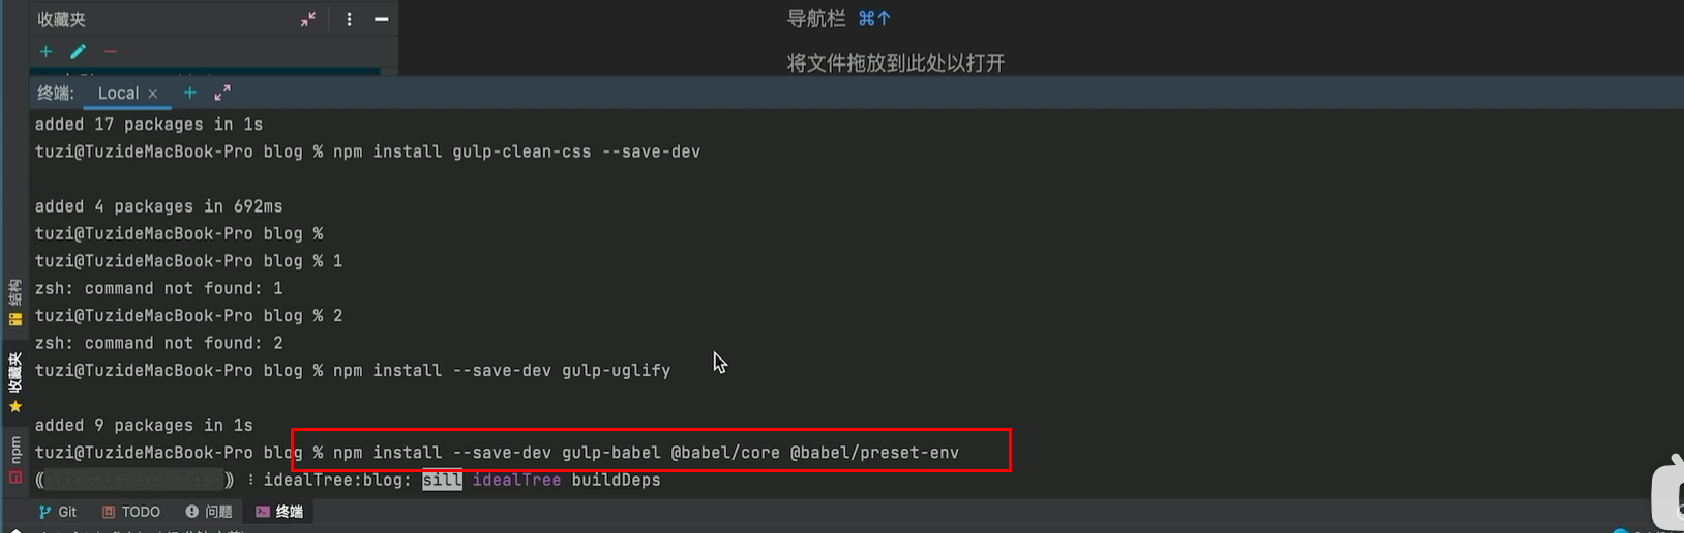 收藏夹
导航栏 ⌘↑
将文件拖放到此处以打开
终端: Local ×
added 17 packages in 1s
tuzi@TuzideMacBook-Pro blog % npm install gulp-clean-css --save-dev
added 4 packages in 692ms
tuzi@TuzideMacBook-Pro blog %
tuzi@TuzideMacBook-Pro blog % 1
zsh: command not found: 1
tuzi@TuzideMacBook-Pro blog % 2
zsh: command not found: 2
tuzi@TuzideMacBook-Pro blog % npm install --save-dev gulp-uglify
added 9 packages in 1s
tuzi@TuzideMacBook-Pro blog % npm install --save-dev gulp-babel @babel/core @babel/preset-env
((·················)) ⠸ idealTree:blog: sill idealTree buildDeps
结构
收藏夹
npm
Git TODO 问题 终端